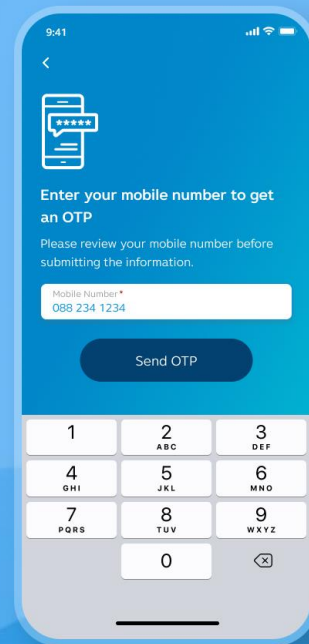 9:41
*****
Enter your mobile number to get
an OTP
Please review your mobile number before
submitting the information.
Mobile Number*
088 234 1234
Send OTP
1
2
ABC
3
DEF
4
GHI
5
JKL
6
MNO
7
PQRS
8
TUV
9
WXYZ
0